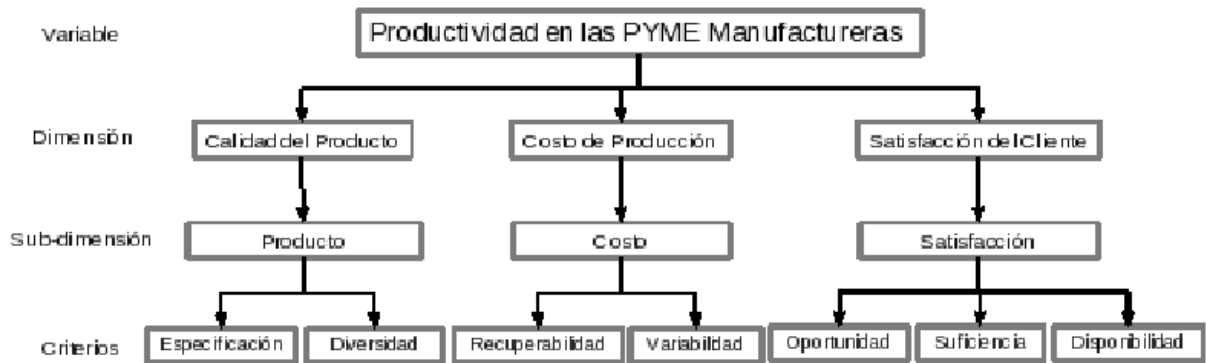 Variable
Productividad en las PYME Manufactureras
Dimensión
Calidad del Producto
Costo de Producción
Satisfacción del Cliente
Sub-dimensión
Producto
Costo
Satisfacción
Criterios
Especificación
Diversidad
Recuperabilidad
Variabilidad
Oportunidad
Suficiencia
Disponibilidad